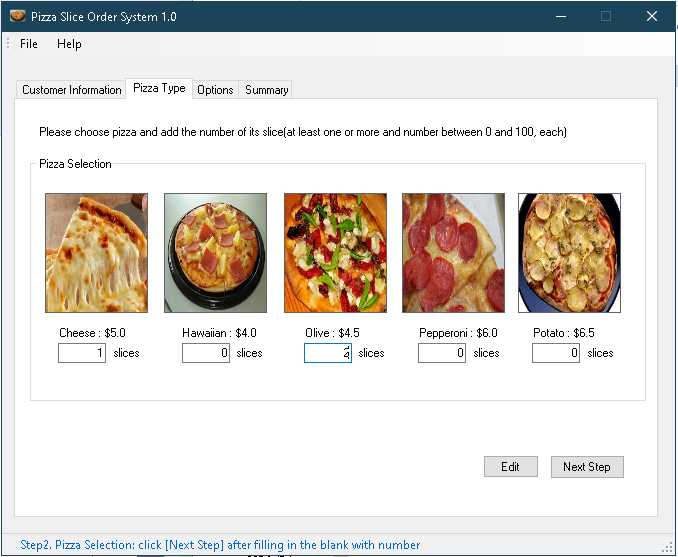 Pizza Slice Order System 1.0
File Help
Customer Information Pizza Type Options Summary
Please choose pizza and add the number of its slice(at least one or more and number between 0 and 100, each)
Pizza Selection
Cheese : $5.0 Hawaiian : $4.0 Olive : $4.5 Pepperoni : $6.0 Potato : $6.5
1 slices 0 slices slices 0 slices 0 slices
Edit Next Step
Step2. Pizza Selection: click [Next Step] after filling in the blank with number